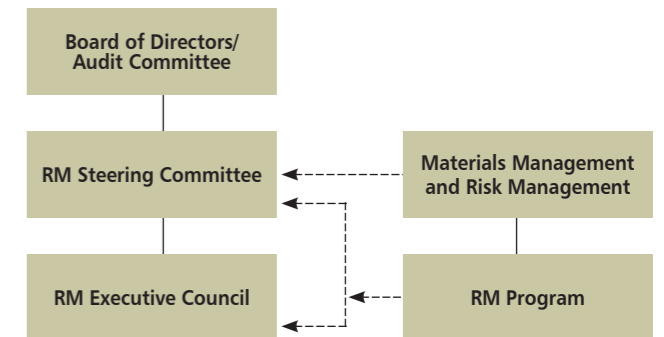 Board of Directors/
Audit Committee
RM Steering Committee
Materials Management
and Risk Management
RM Executive Council
RM Program